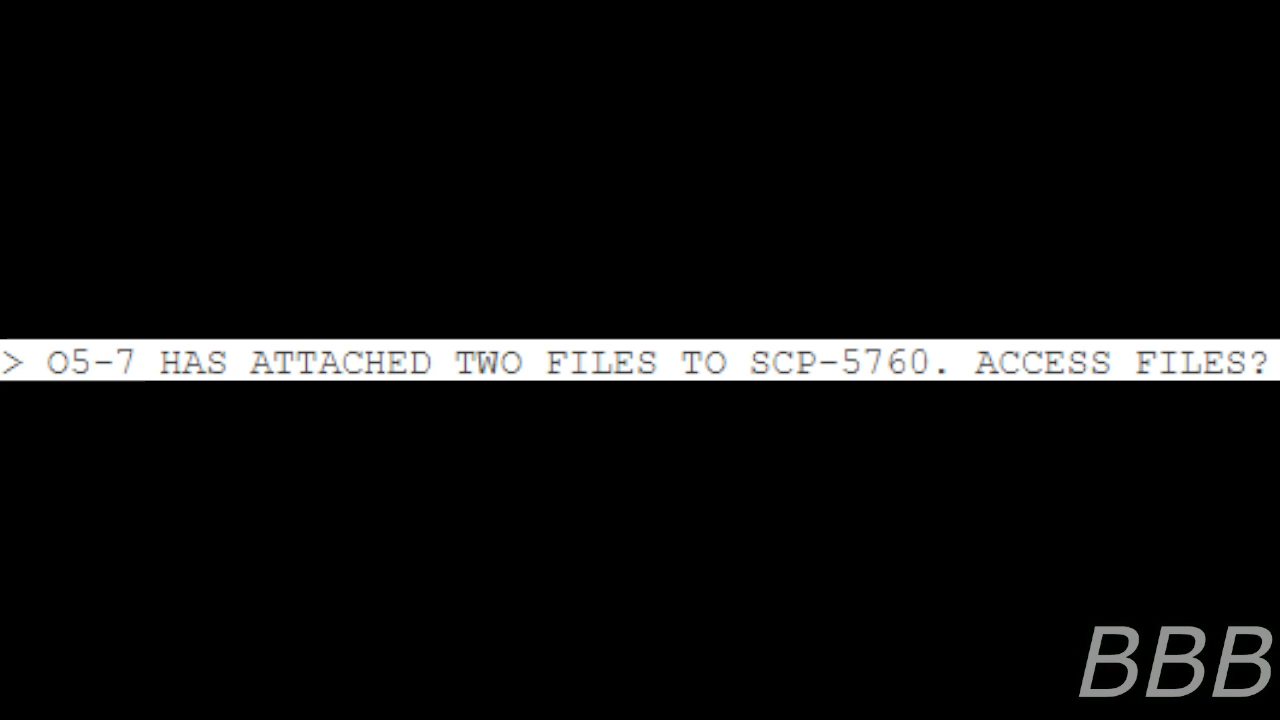 > O5-7 HAS ATTACHED TWO FILES TO SCP-5760. ACCESS FILES?
BBB